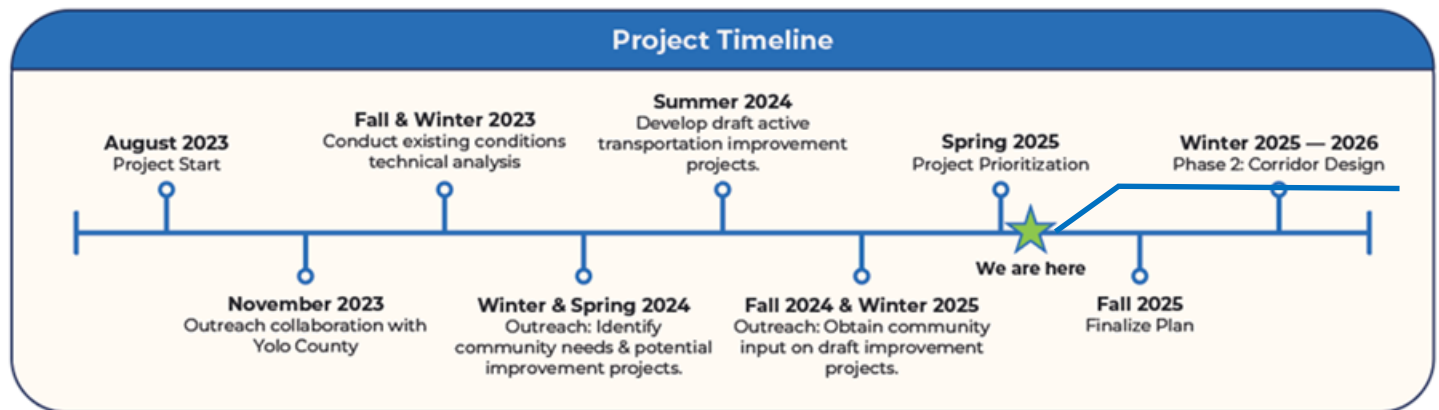 Project Timeline
August 2023
Project Start
Fall & Winter 2023
Conduct existing conditions
technical analysis
Summer 2024
Develop draft active
transportation improvement
projects.
Spring 2025
Project Prioritization
Winter 2025 — 2026
Phase 2: Corridor Design
We are here
November 2023
Outreach collaboration with
Yolo County
Winter & Spring 2024
Outreach: Identify
community needs & potential
improvement projects.
Fall 2024 & Winter 2025
Outreach: Obtain community
input on draft improvement
projects.
Fall 2025
Finalize Plan